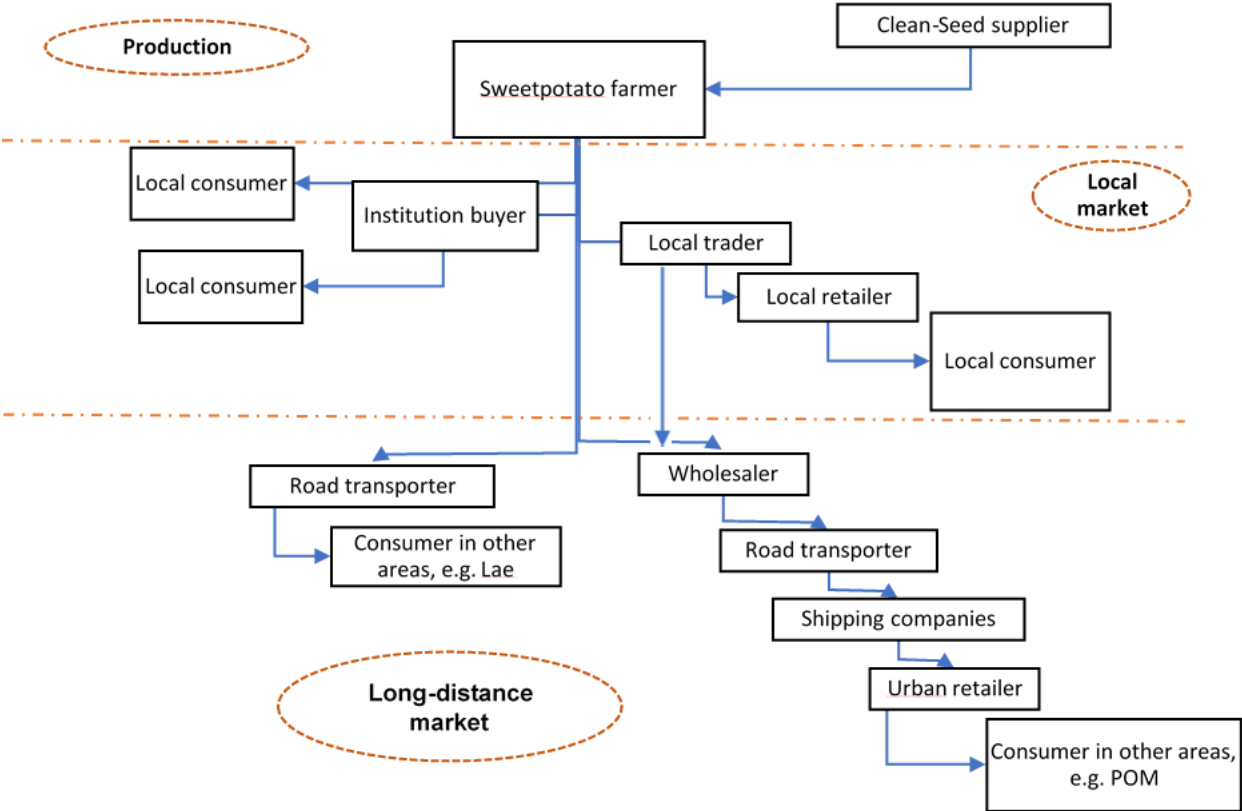 Production
Clean-Seed supplier
Sweetpotato farmer
Local consumer
Local
market
Institution buyer
Local trader
Local consumer
Local retailer
Local consumer
Road transporter
Wholesaler
Consumer in other
areas, e.g. Lae
Road transporter
Shipping companies
Long-distance
market
Urban retailer
Consumer in other areas,
e.g. POM